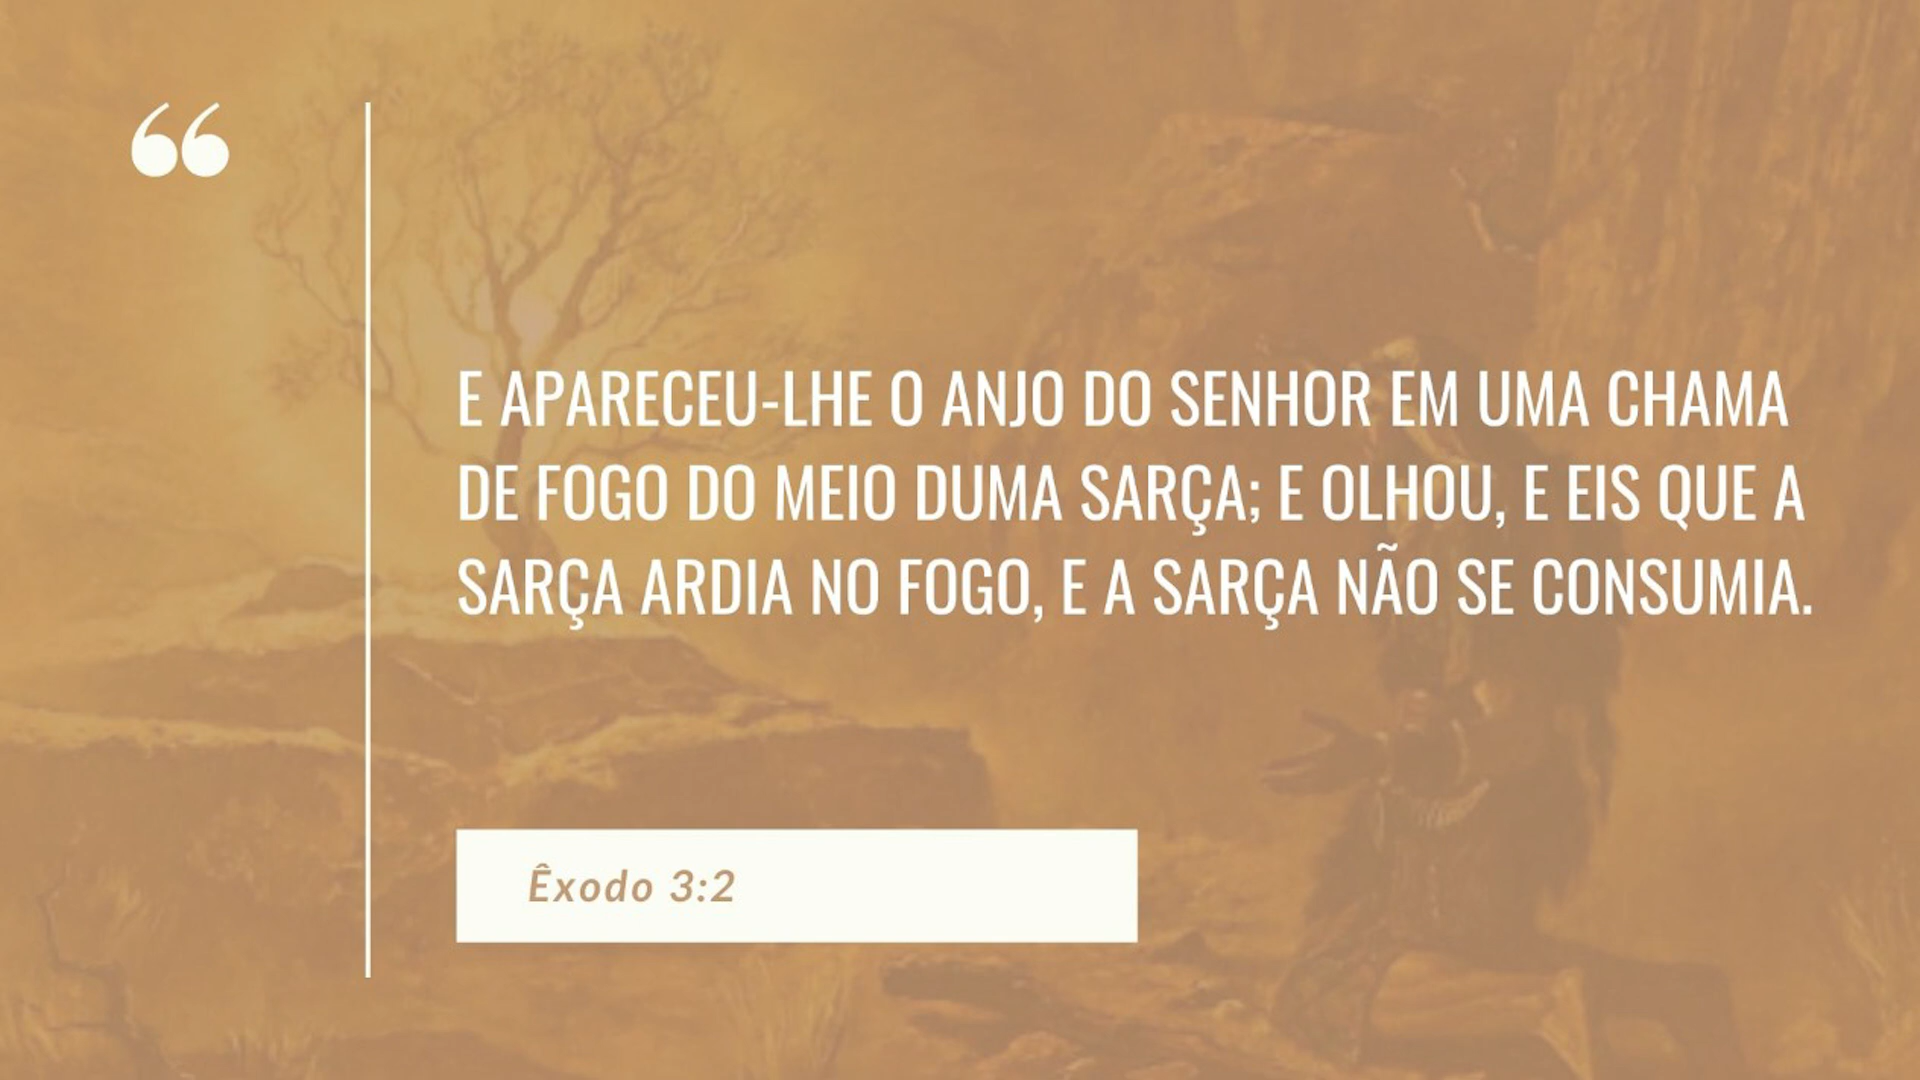 “
E APARECEU-LHE O ANJO DO SENHOR EM UMA CHAMA
DE FOGO DO MEIO DUMA SARÇA; E OLHOU, E EIS QUE A
SARÇA ARDIA NO FOGO, E A SARÇA NÃO SE CONSUMIA.
Êxodo 3:2